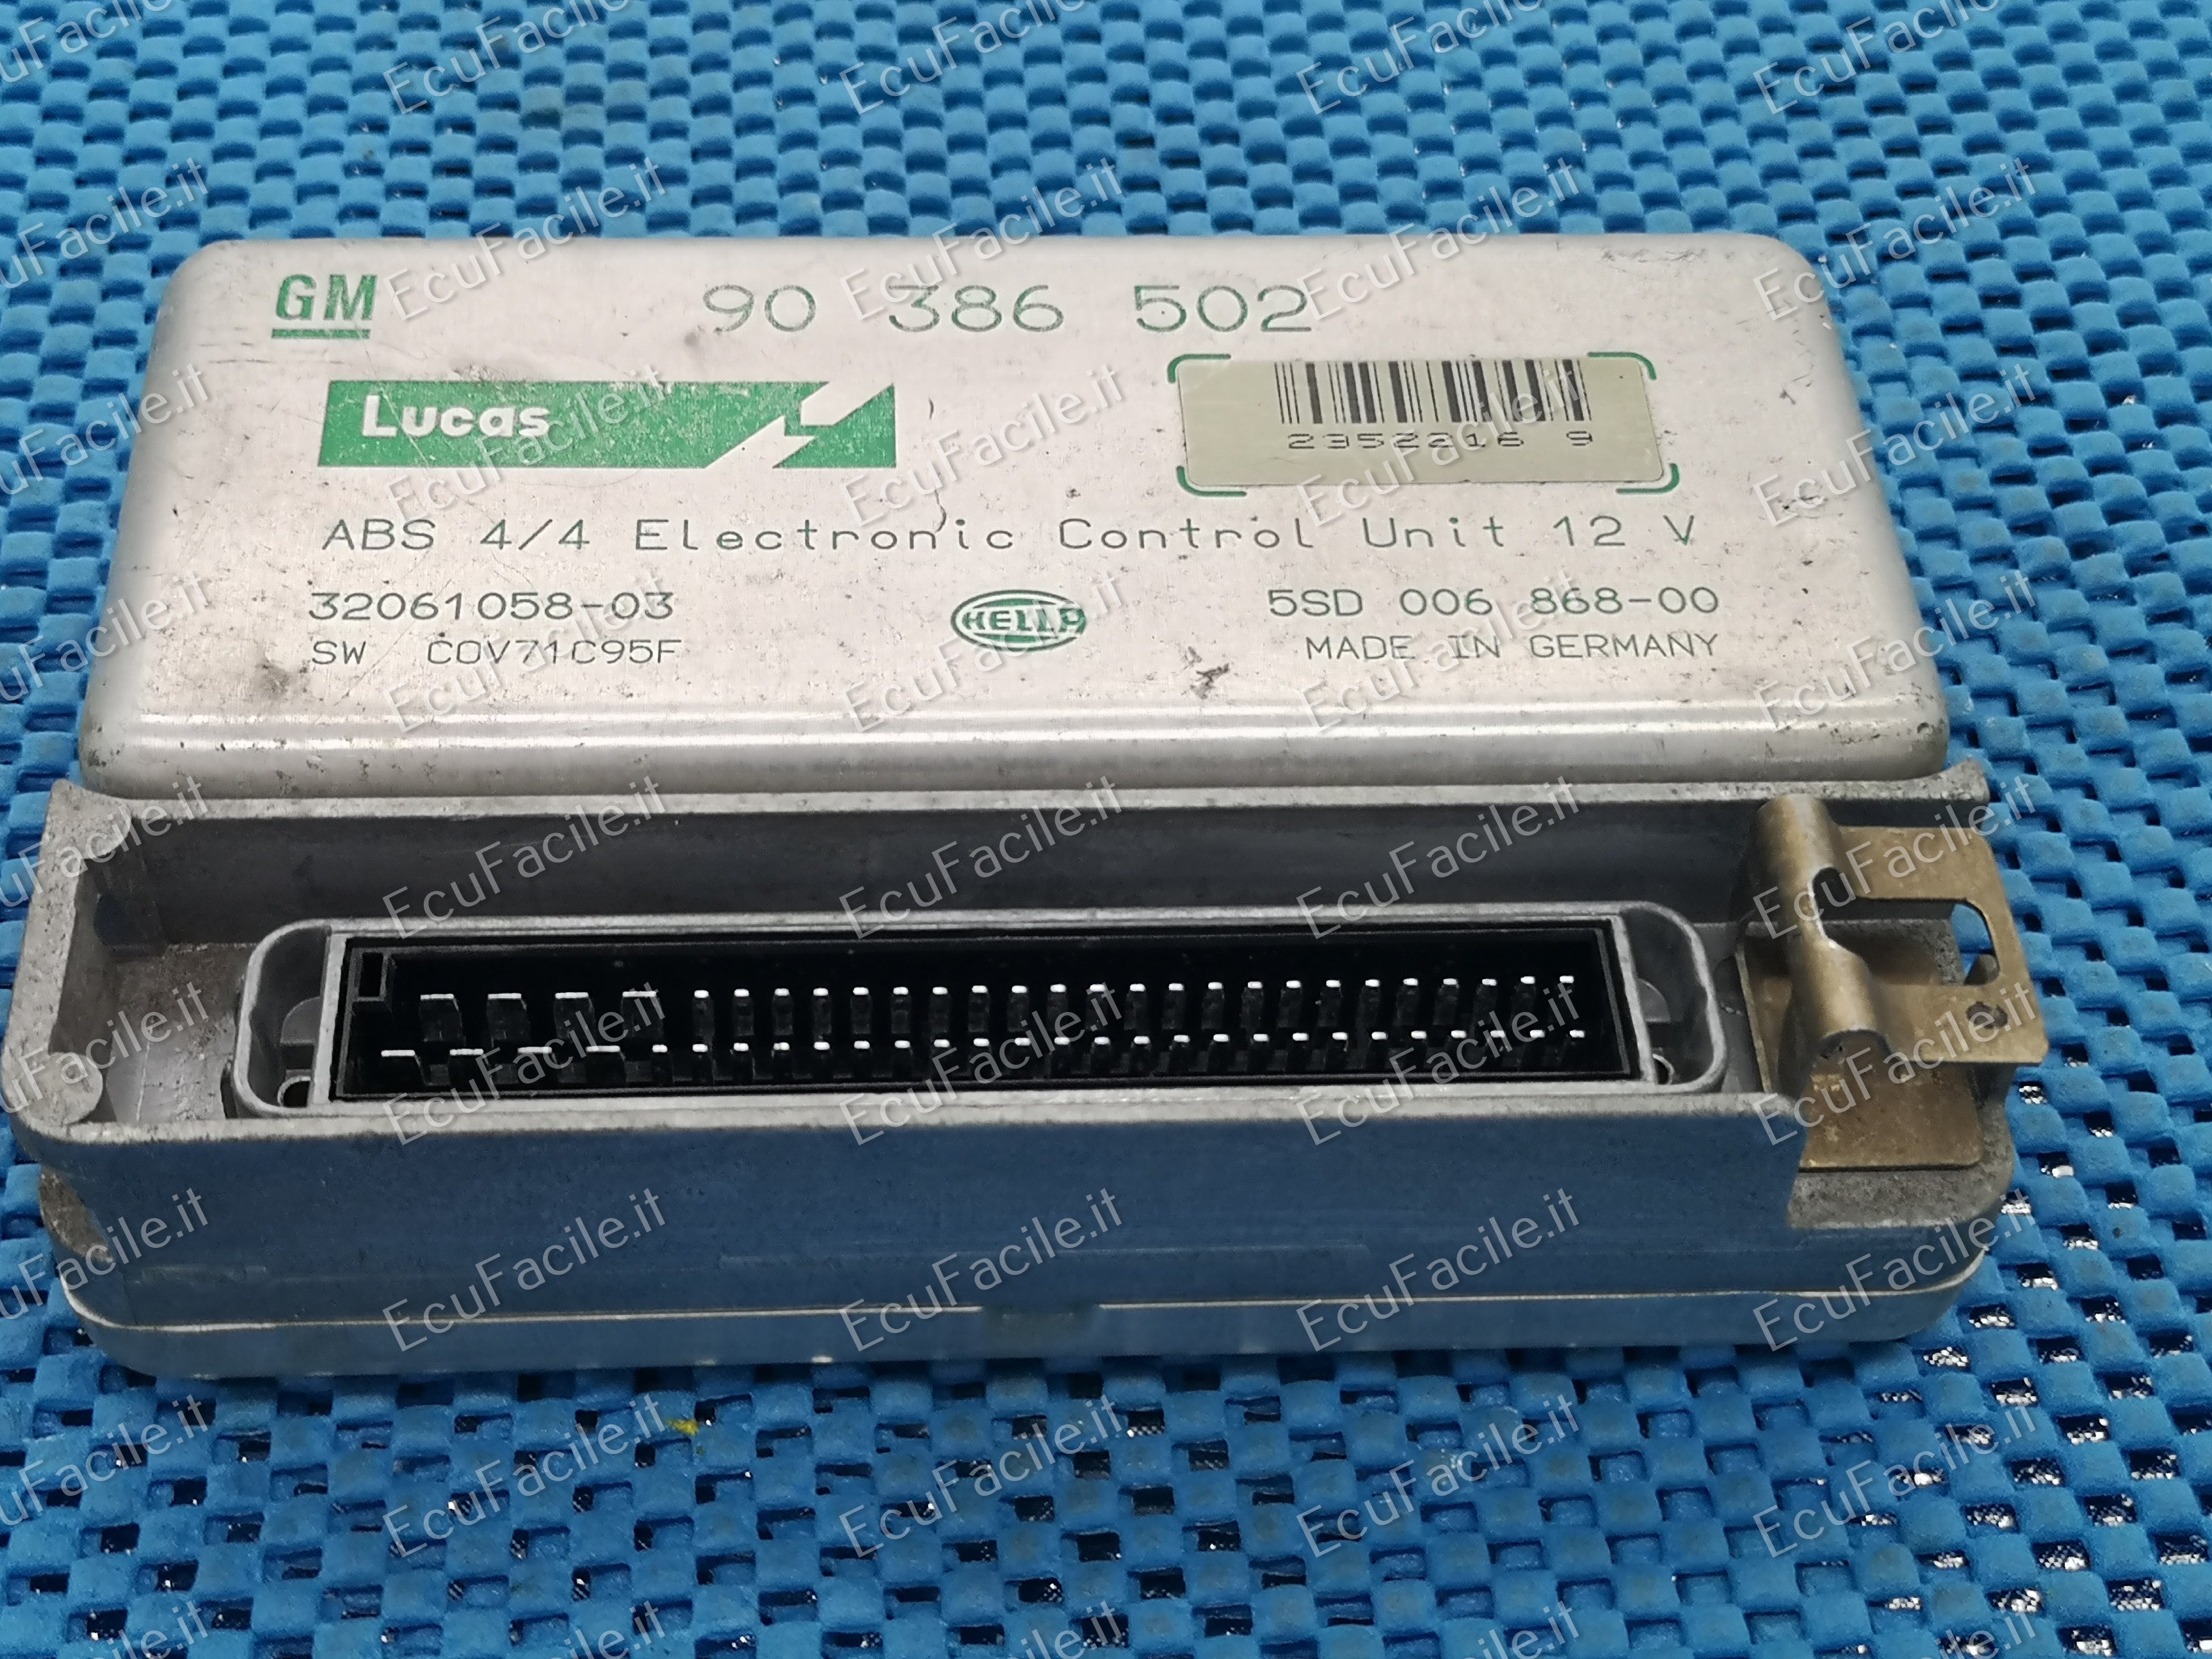 GM
90 386 502
Lucas
2352216 9
ABS 4/4 Electronic Control Unit 12 V
32061058-03
HELLA
5SD 006 868-00
SW COV71C95F
MADE IN GERMANY
EcuFacile.it